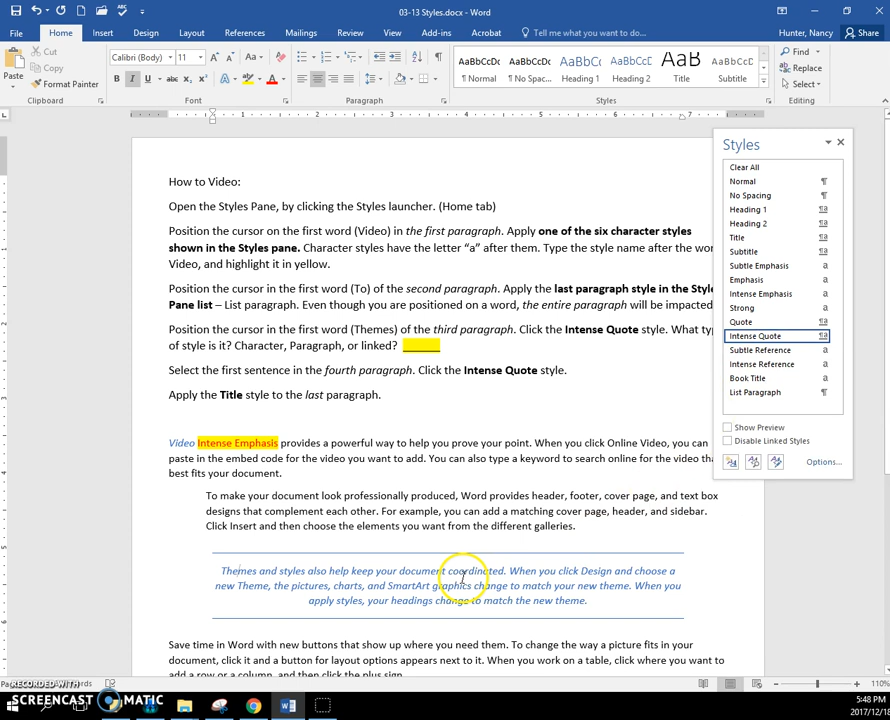 03-13 Styles.docx - Word
File Home Insert Design Layout References Mailings Review View Add-Ins Acrobat Tell me what you want to do... Hunter, Nancy Share
Paste Cut Copy Format Painter Clipboard
Calibri (Body) 11 Font
Paragraph
AaBbCcDc ¶ Normal AaBbCcDc ¶ No Spac... AaBbCc Heading 1 AaBbCcD Heading 2 AaB Title AaBbCcD Subtitle Styles
Find Replace Select Editing
How to Video:
Open the Styles Pane, by clicking the Styles launcher. (Home tab)
Position the cursor on the first word (Video) in the first paragraph. Apply one of the six character styles
shown in the Styles pane. Character styles have the letter “a” after them. Type the style name after the wor
Video, and highlight it in yellow.
Position the cursor in the first word (To) of the second paragraph. Apply the last paragraph style in the Style
Pane list – List paragraph. Even though you are positioned on a word, the entire paragraph will be impacted
Position the cursor in the first word (Themes) of the third paragraph. Click the Intense Quote style. What typ
of style is it? Character, Paragraph, or linked? ______
Select the first sentence in the fourth paragraph. Click the Intense Quote style.
Apply the Title style to the last paragraph.
Video Intense Emphasis provides a powerful way to help you prove your point. When you click Online Video, you can
paste in the embed code for the video you want to add. You can also type a keyword to search online for the video tha
best fits your document.
To make your document look professionally produced, Word provides header, footer, cover page, and text box
designs that complement each other. For example, you can add a matching cover page, header, and sidebar.
Click Insert and then choose the elements you want from the different galleries.
Themes and styles also help keep your document coordinated. When you click Design and choose a
new Theme, the pictures, charts, and SmartArt graphics change to match your new theme. When you
apply styles, your headings change to match the new theme.
Save time in Word with new buttons that show up where you need them. To change the way a picture fits in your
document, click it and a button for layout options appears next to it. When you work on a table, click where you want to
add a row or a column, and then click the plus sign.
Styles
Clear All
Normal ¶
No Spacing ¶
Heading 1 ¶a
Heading 2 ¶a
Title ¶a
Subtitle ¶a
Subtle Emphasis a
Emphasis a
Intense Emphasis a
Strong a
Quote ¶a
Intense Quote ¶a
Subtle Reference a
Intense Reference a
Book Title a
List Paragraph ¶
Show Preview
Disable Linked Styles
Options...
110%
RECORDED WITH
SCREENCAST MATIC
5:48 PM
2017/12/18